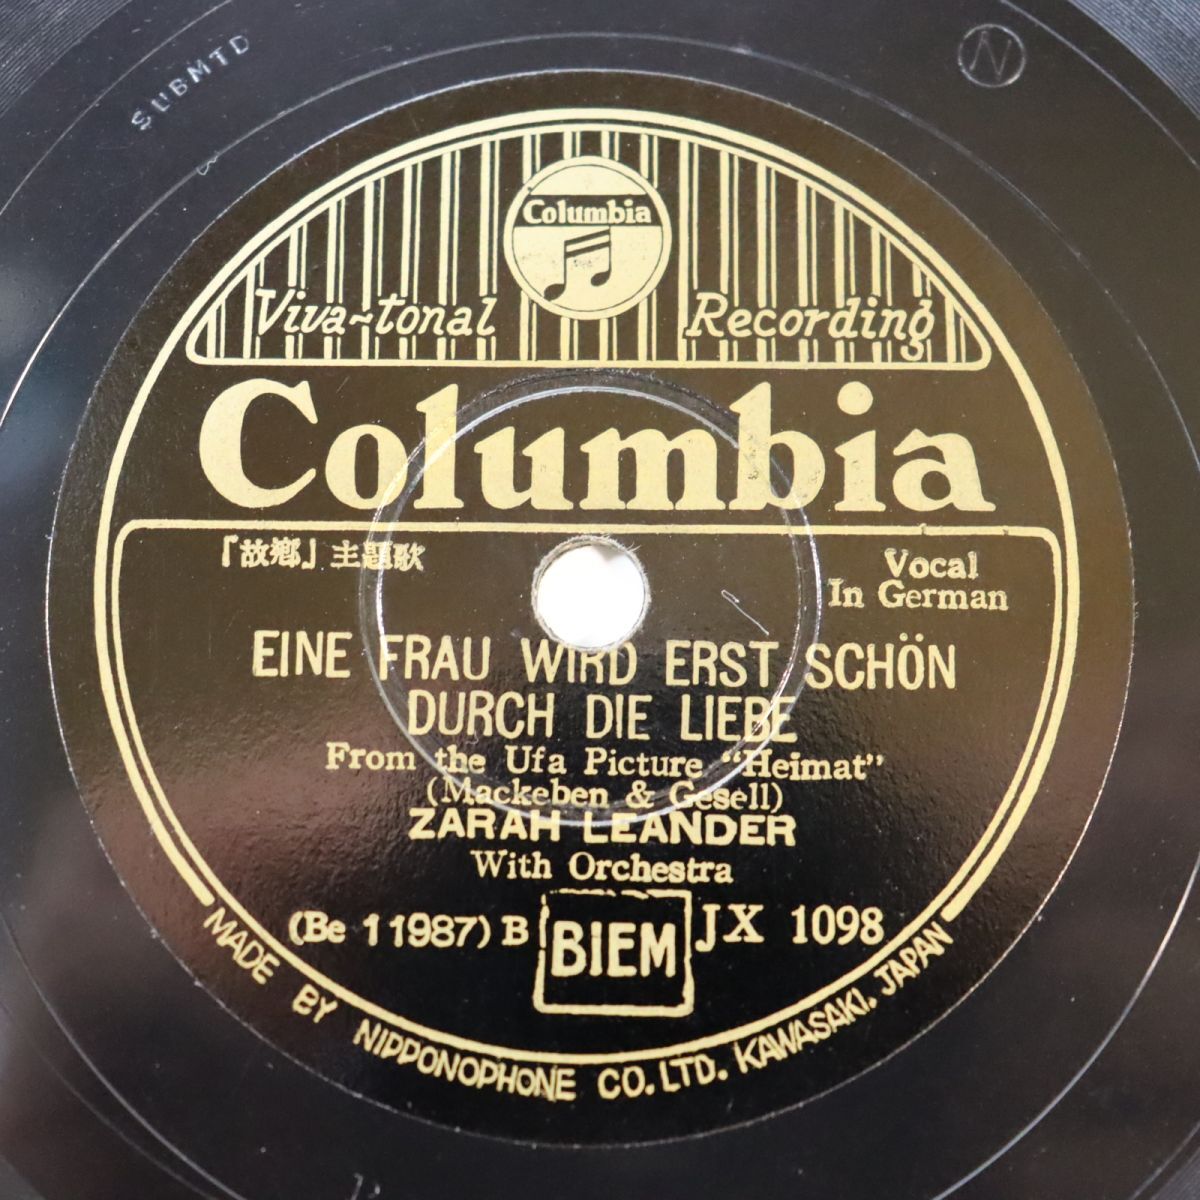 SUBMTD
N
Columbia
Viva-tonal Recording
Columbia
「故鄕」主題歌
Vocal
In German
EINE FRAU WIRD ERST SCHÖN
DURCH DIE LIEBE
From the Ufa Picture "Heimat"
(Mackeben & Gesell)
ZARAH LEANDER
With Orchestra
(Be 11987) B BIEM JX 1098
MADE BY NIPPONOPHONE CO. LTD. KAWASAKI. JAPAN